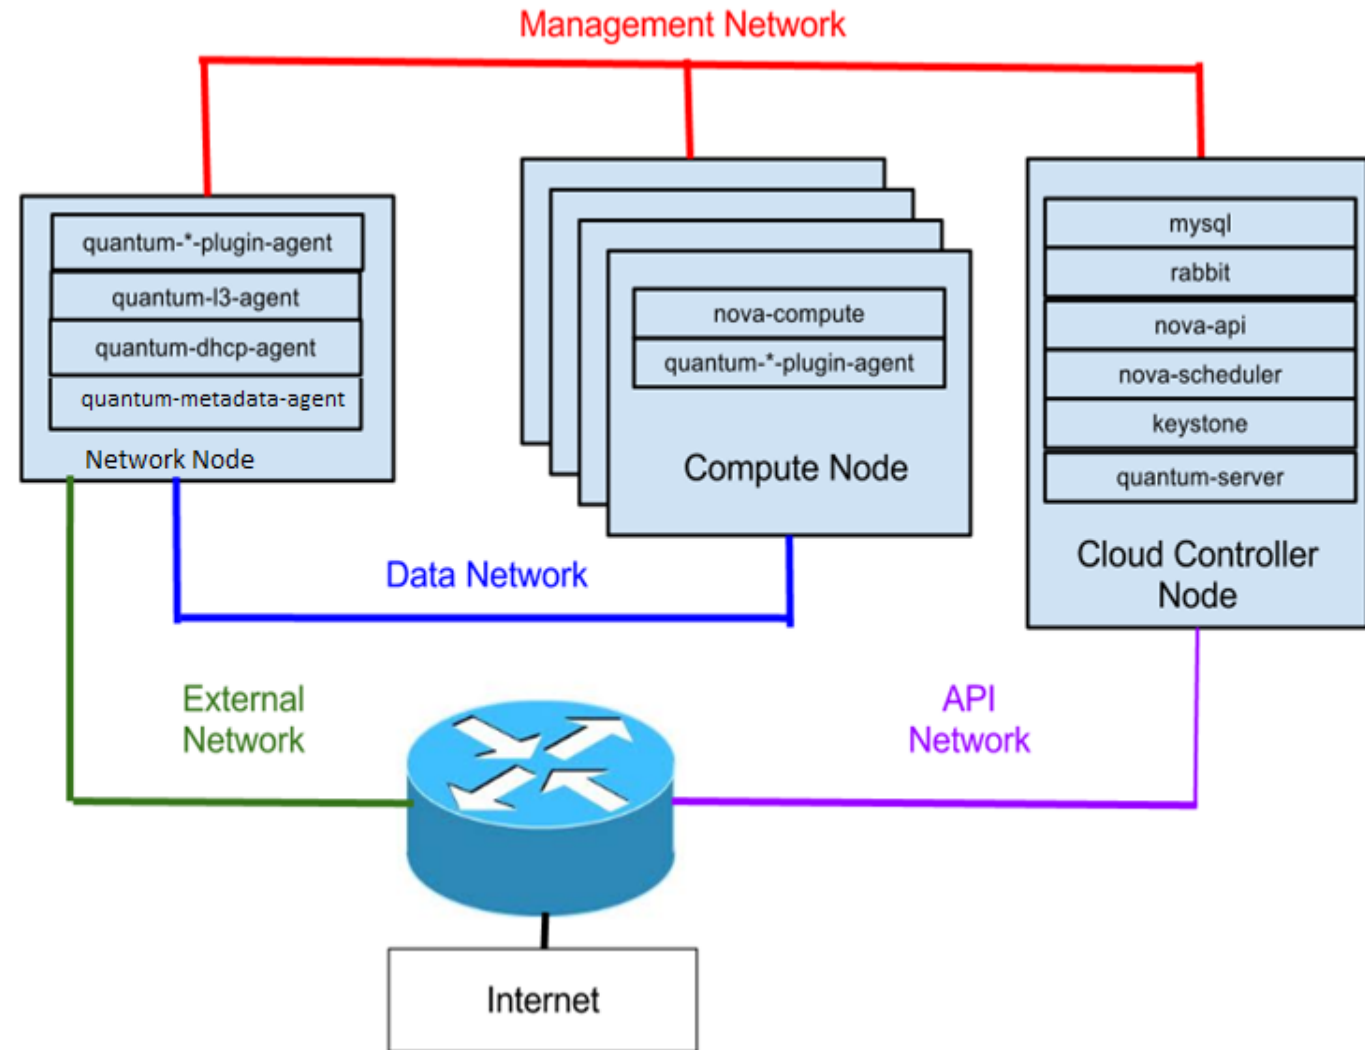 Management Network
quantum-*-plugin-agent
quantum-l3-agent
quantum-dhcp-agent
quantum-metadata-agent
Network Node
nova-compute
quantum-*-plugin-agent
Compute Node
mysql
rabbit
nova-api
nova-scheduler
keystone
quantum-server
Cloud Controller
Node
Data Network
External
Network
API
Network
Internet